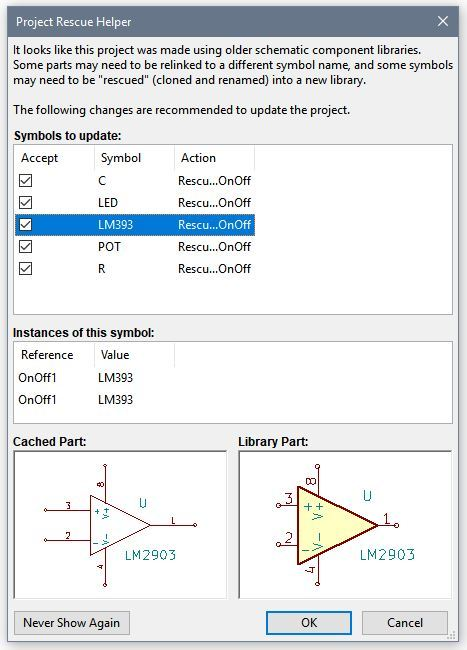 Project Rescue Helper
It looks like this project was made using older schematic component libraries.
Some parts may need to be relinked to a different symbol name, and some symbols
may need to be "rescued" (cloned and renamed) into a new library.
The following changes are recommended to update the project.
Symbols to update:
Accept Symbol Action
C Rescu...OnOff
LED Rescu...OnOff
LM393 Rescu...OnOff
POT Rescu...OnOff
R Rescu...OnOff
Instances of this symbol:
Reference Value
OnOff1 LM393
OnOff1 LM393
Cached Part: Library Part:
8 U
3 + V+ 1
2 - V-
4 LM2903
8 U
3 + V+ 1
2 - V-
4 LM2903
Never Show Again OK Cancel